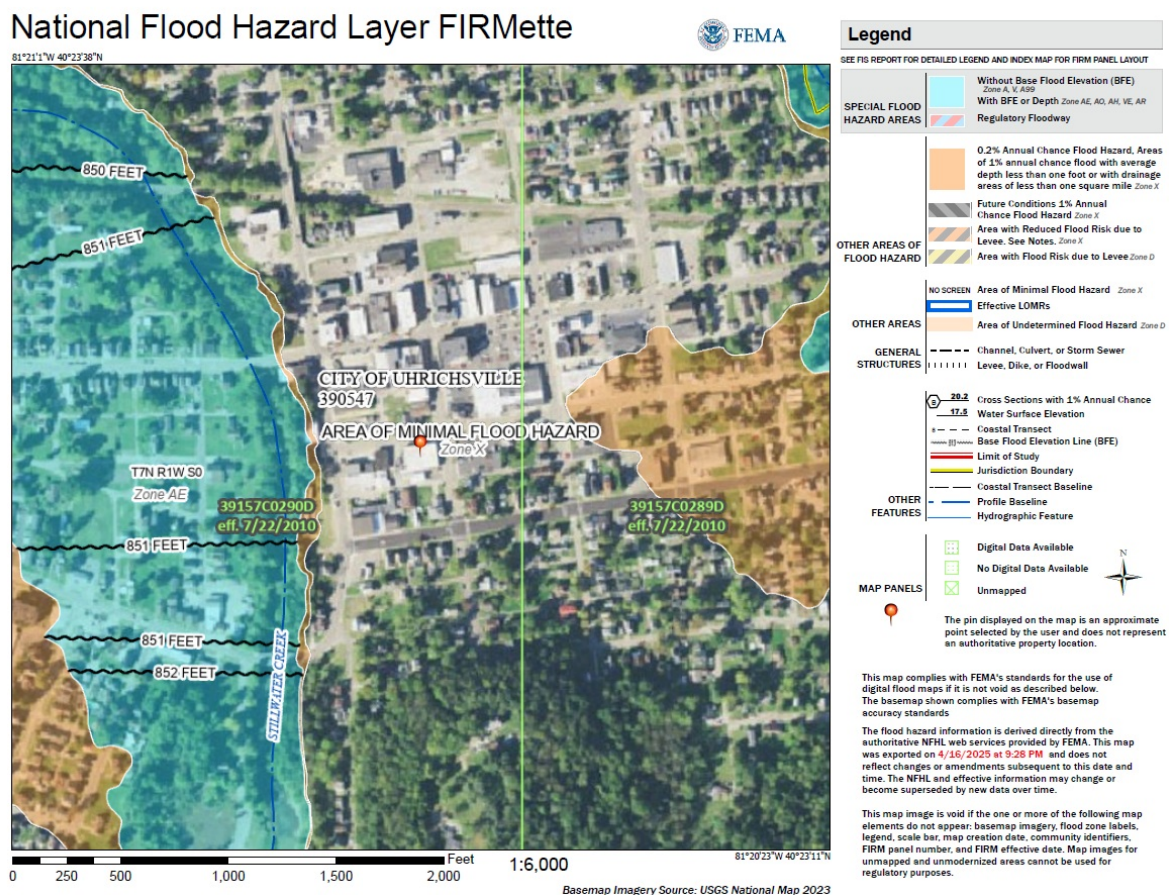 National Flood Hazard Layer FIRMette
FEMA
81°21'1"W 40°23'38"N
850 FEET
851 FEET
CITY OF UHRICHSVILLE
390547
AREA OF MINIMAL FLOOD HAZARD
Zone X
T7N R1W S0
Zone AE
39157C0290D
eff. 7/22/2010
39157C0289D
eff. 7/22/2010
851 FEET
851 FEET
852 FEET
STILLWATER CREEK
0 250 500 1,000 1,500 2,000
Feet
1:6,000
81°20'23"W 40°23'11"N
Basemap Imagery Source: USGS National Map 2023
Legend
SEE FIS REPORT FOR DETAILED LEGEND AND INDEX MAP FOR FIRM PANEL LAYOUT
SPECIAL FLOOD
HAZARD AREAS
Without Base Flood Elevation (BFE)
Zone A, V, A99
With BFE or Depth Zone AE, AO, AH, VE, AR
Regulatory Floodway
0.2% Annual Chance Flood Hazard, Areas
of 1% annual chance flood with average
depth less than one foot or with drainage
areas of less than one square mile Zone X
Future Conditions 1% Annual
Chance Flood Hazard Zone X
Area with Reduced Flood Risk due to
Levee. See Notes. Zone X
Area with Flood Risk due to Levee Zone D
OTHER AREAS OF
FLOOD HAZARD
NO SCREEN Area of Minimal Flood Hazard Zone X
Effective LOMRs
OTHER AREAS
Area of Undetermined Flood Hazard Zone D
GENERAL
STRUCTURES
Channel, Culvert, or Storm Sewer
Levee, Dike, or Floodwall
20.2 Cross Sections with 1% Annual Chance
17.5 Water Surface Elevation
Coastal Transect
Base Flood Elevation Line (BFE)
Limit of Study
Jurisdiction Boundary
Coastal Transect Baseline
OTHER
FEATURES
Profile Baseline
Hydrographic Feature
Digital Data Available
No Digital Data Available
Unmapped
N
MAP PANELS
The pin displayed on the map is an approximate
point selected by the user and does not represent
an authoritative property location.
This map complies with FEMA's standards for the use of
digital flood maps if it is not void as described below.
The basemap shown complies with FEMA's basemap
accuracy standards
The flood hazard information is derived directly from the
authoritative NFHL web services provided by FEMA. This map
was exported on 4/16/2025 at 9:28 PM and does not
reflect changes or amendments subsequent to this date and
time. The NFHL and effective information may change or
become superseded by new data over time.
This map image is void if the one or more of the following map
elements do not appear: basemap imagery, flood zone labels,
legend, scale bar, map creation date, community identifiers,
FIRM panel number, and FIRM effective date. Map images for
unmapped and unmodernized areas cannot be used for
regulatory purposes.